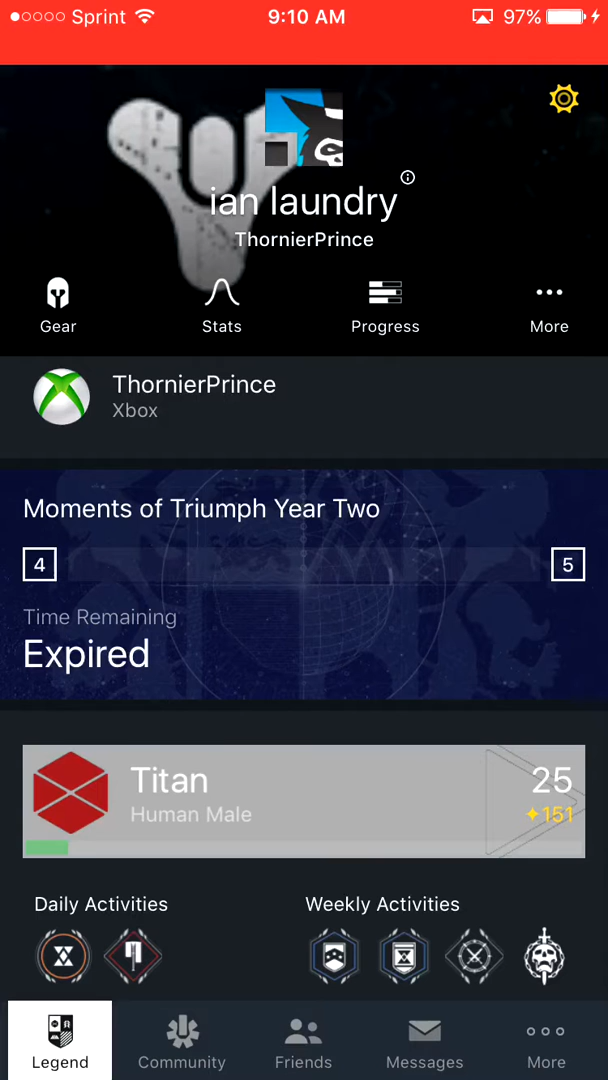 Sprint 9:10 AM 97%
ian laundry
ThornierPrince
Gear Stats Progress More
ThornierPrince
Xbox
Moments of Triumph Year Two
4 5
Time Remaining
Expired
Titan 25
Human Male 151
Daily Activities Weekly Activities
Legend Community Friends Messages More